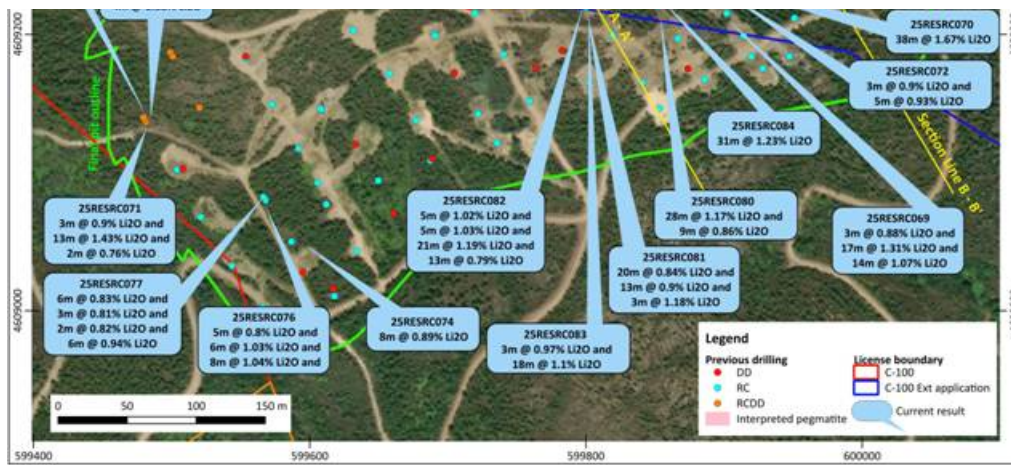 4609200
25RESRC070
38m @ 1.67% Li2O
25RESRC072
3m @ 0.9% Li2O and
5m @ 0.93% Li2O
A
A'
Section Line B - B'
Final pit outline
25RESRC084
31m @ 1.23% Li2O
25RESRC071
3m @ 0.9% Li2O and
13m @ 1.43% Li2O and
2m @ 0.76% Li2O
25RESRC082
5m @ 1.02% Li2O and
5m @ 1.03% Li2O and
21m @ 1.19% Li2O and
13m @ 0.79% Li2O
25RESRC080
28m @ 1.17% Li2O and
9m @ 0.86% Li2O
25RESRC069
3m @ 0.88% Li2O and
17m @ 1.31% Li2O and
14m @ 1.07% Li2O
25RESRC081
20m @ 0.84% Li2O and
13m @ 0.9% Li2O and
3m @ 1.18% Li2O
25RESRC077
6m @ 0.83% Li2O and
3m @ 0.81% Li2O and
2m @ 0.82% Li2O and
6m @ 0.94% Li2O
25RESRC076
5m @ 0.8% Li2O and
6m @ 1.03% Li2O and
8m @ 1.04% Li2O and
25RESRC074
8m @ 0.89% Li2O
25RESRC083
3m @ 0.97% Li2O and
18m @ 1.1% Li2O
4609000
Legend
Previous drilling
DD
RC
RCDD
Interpreted pegmatite
License boundary
C-100
C-100 Ext application
Current result
0 50 100 150 m
599400 599600 599800 600000